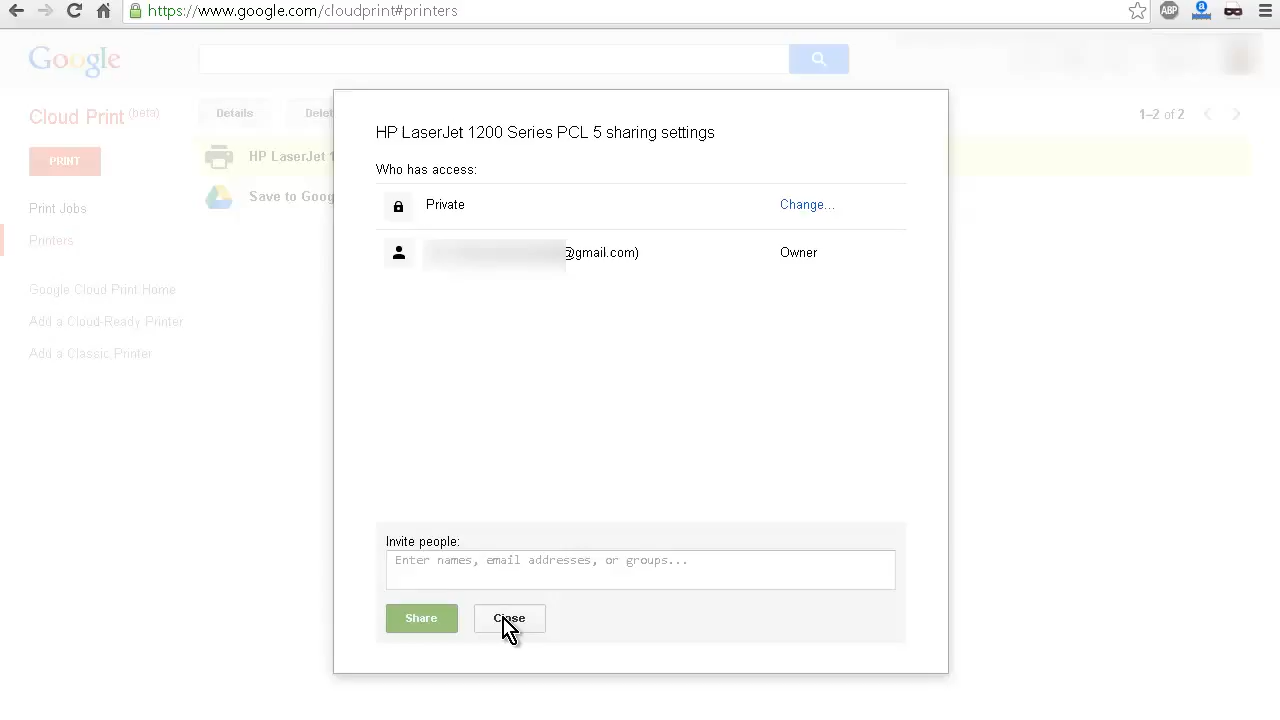 https://www.google.com/cloudprint#printers
ABP
a
Google
Cloud Print (beta)
Details
Delet
1–2 of 2
PRINT
HP LaserJet 1
Save to Goog
Print Jobs
Printers
Google Cloud Print Home
Add a Cloud-Ready Printer
Add a Classic Printer
HP LaserJet 1200 Series PCL 5 sharing settings
Who has access:
Private
Change...
@gmail.com)
Owner
Invite people:
Enter names, email addresses, or groups...
Share
Close